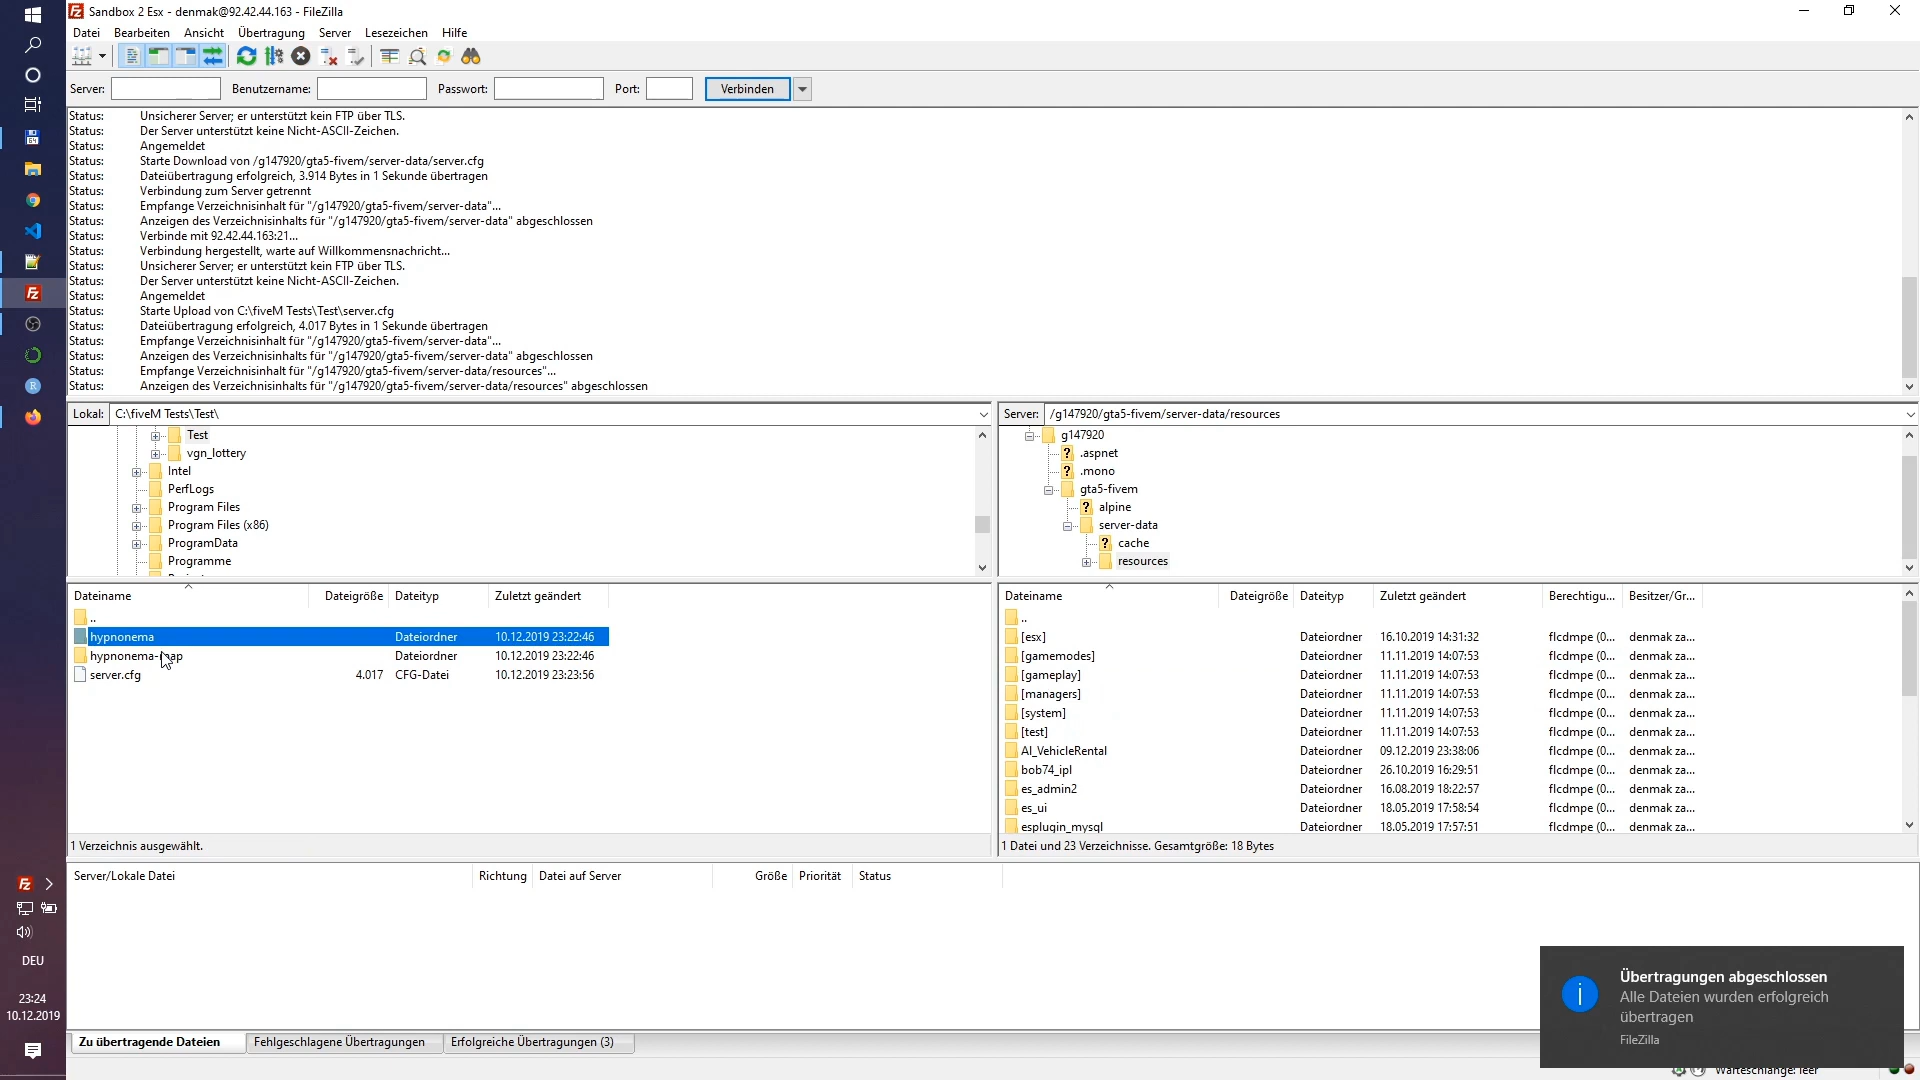 Sandbox 2 Esx - denmak@92.42.44.163 - FileZilla
Datei Bearbeiten Ansicht Übertragung Server Lesezeichen Hilfe
Server: Benutzername: Passwort: Port: Verbinden
Status: Unsicherer Server; er unterstützt kein FTP über TLS.
Status: Der Server unterstützt keine Nicht-ASCII-Zeichen.
Status: Angemeldet
Status: Starte Download von /g147920/gta5-fivem/server-data/server.cfg
Status: Dateiübertragung erfolgreich, 3.914 Bytes in 1 Sekunde übertragen
Status: Verbindung zum Server getrennt
Status: Empfange Verzeichnisinhalt für "/g147920/gta5-fivem/server-data"...
Status: Anzeigen des Verzeichnisinhalts für "/g147920/gta5-fivem/server-data" abgeschlossen
Status: Verbinde mit 92.42.44.163:21...
Status: Verbindung hergestellt, warte auf Willkommensnachricht...
Status: Unsicherer Server; er unterstützt kein FTP über TLS.
Status: Der Server unterstützt keine Nicht-ASCII-Zeichen.
Status: Angemeldet
Status: Starte Upload von C:\fiveM Tests\Test\server.cfg
Status: Dateiübertragung erfolgreich, 4.017 Bytes in 1 Sekunde übertragen
Status: Empfange Verzeichnisinhalt für "/g147920/gta5-fivem/server-data"...
Status: Anzeigen des Verzeichnisinhalts für "/g147920/gta5-fivem/server-data" abgeschlossen
Status: Empfange Verzeichnisinhalt für "/g147920/gta5-fivem/server-data/resources"...
Status: Anzeigen des Verzeichnisinhalts für "/g147920/gta5-fivem/server-data/resources" abgeschlossen
Lokal: C:\fiveM Tests\Test\
Test
vgn_lottery
Intel
PerfLogs
Program Files
Program Files (x86)
ProgramData
Programme
Dateiname Dateigröße Dateityp Zuletzt geändert
..
hypnonema Dateiordner 10.12.2019 23:22:46
hypnonema-map Dateiordner 10.12.2019 23:22:46
server.cfg 4.017 CFG-Datei 10.12.2019 23:23:56
1 Verzeichnis ausgewählt.
Server: /g147920/gta5-fivem/server-data/resources
g147920
.aspnet
.mono
gta5-fivem
alpine
server-data
cache
resources
Dateiname Dateigröße Dateityp Zuletzt geändert Berechtigu... Besitzer/Gr...
..
[esx] Dateiordner 16.10.2019 14:31:32 flcdmpe (0... denmak za...
[gamemodes] Dateiordner 11.11.2019 14:07:53 flcdmpe (0... denmak za...
[gameplay] Dateiordner 11.11.2019 14:07:53 flcdmpe (0... denmak za...
[managers] Dateiordner 11.11.2019 14:07:53 flcdmpe (0... denmak za...
[system] Dateiordner 11.11.2019 14:07:53 flcdmpe (0... denmak za...
[test] Dateiordner 11.11.2019 14:07:53 flcdmpe (0... denmak za...
AI_VehicleRental Dateiordner 09.12.2019 23:38:06 flcdmpe (0... denmak za...
bob74_ipl Dateiordner 26.10.2019 16:29:51 flcdmpe (0... denmak za...
es_admin2 Dateiordner 16.08.2019 18:22:57 flcdmpe (0... denmak za...
es_ui Dateiordner 18.05.2019 17:58:54 flcdmpe (0... denmak za...
esplugin_mysql Dateiordner 18.05.2019 17:57:51 flcdmpe (0... denmak za...
1 Datei und 23 Verzeichnisse. Gesamtgröße: 18 Bytes
Server/Lokale Datei Richtung Datei auf Server Größe Priorität Status
Zu übertragende Dateien Fehlgeschlagene Übertragungen Erfolgreiche Übertragungen (3)
Übertragungen abgeschlossen
Alle Dateien wurden erfolgreich
übertragen
FileZilla
Warteschlange: leer
DEU
23:24
10.12.2019